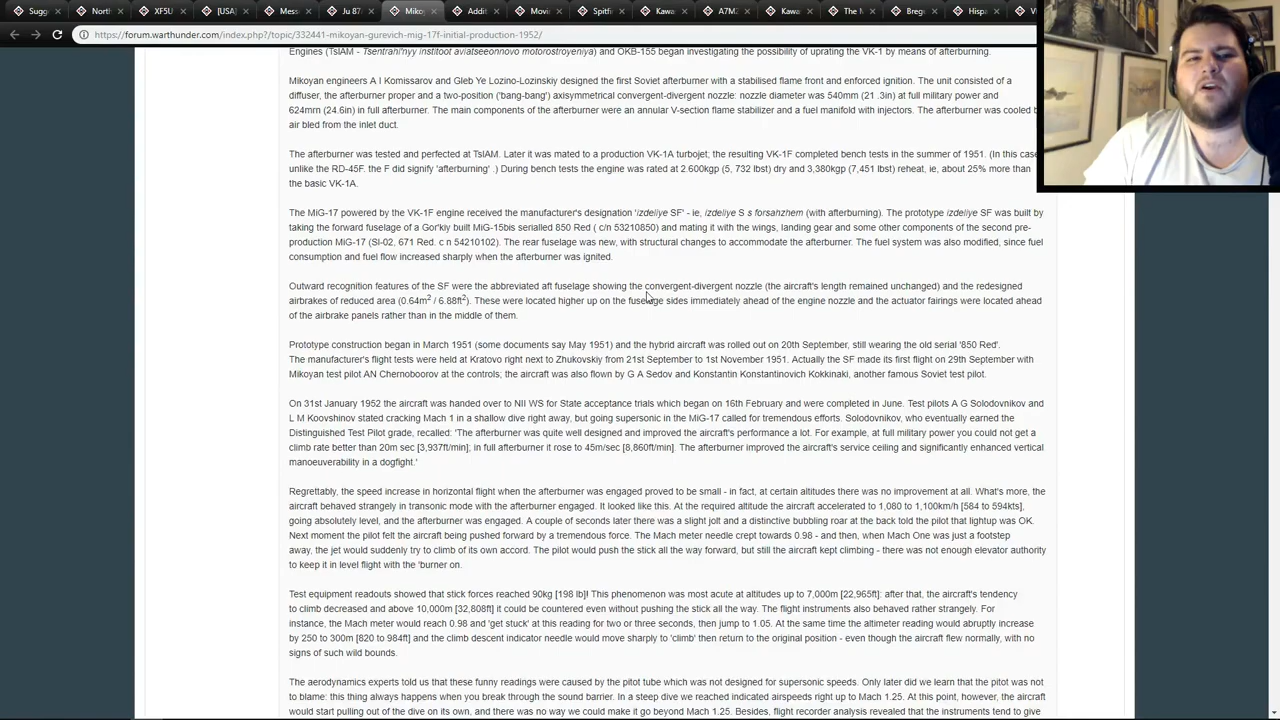 Sugg
North
XF5U
[USA]
Mess
Ju 87
Miko
Addit
Movi
Spitfi
Kawa
A7M2
Kawa
The M
Breg
Hisp
https://forum.warthunder.com/index.php?/topic/332441-mikoyan-gurevich-mig-17f-initial-production-1952/
Engines (TsIAM - Tsentrahl'nyy institoot aviatseeonnovo motorostroyeniya) and OKB-155 began investigating the possibility of uprating the VK-1 by means of afterburning.
Mikoyan engineers A I Komissarov and Gleb Ye Lozino-Lozinskiy designed the first Soviet afterburner with a stabilised flame front and enforced ignition. The unit consisted of a
diffuser, the afterburner proper and a two-position ('bang-bang') axisymmetrical convergent-divergent nozzle: nozzle diameter was 540mm (21 .3in) at full military power and
624mrn (24.6in) in full afterburner. The main components of the afterburner were an annular V-section flame stabilizer and a fuel manifold with injectors. The afterburner was cooled b
air bled from the inlet duct.
The afterburner was tested and perfected at TsIAM. Later it was mated to a production VK-1A turbojet; the resulting VK-1F completed bench tests in the summer of 1951. (In this case,
unlike the RD-45F. the F did signify 'afterburning' .) During bench tests the engine was rated at 2.600kgp (5, 732 lbst) dry and 3,380kgp (7,451 lbst) reheat, ie, about 25% more than
the basic VK-1A.
The MiG-17 powered by the VK-1F engine received the manufacturer's designation 'izdeliye SF' - ie, izdeliye S s forsahzhem (with afterburning). The prototype izdeliye SF was built by
taking the forward fuselage of a Gor'kiy built MiG-15bis serialled 850 Red ( c/n 53210850) and mating it with the wings, landing gear and some other components of the second pre-
production MiG-17 (SI-02, 671 Red. c n 54210102). The rear fuselage was new, with structural changes to accommodate the afterburner. The fuel system was also modified, since fuel
consumption and fuel flow increased sharply when the afterburner was ignited.
Outward recognition features of the SF were the abbreviated aft fuselage showing the convergent-divergent nozzle (the aircraft's length remained unchanged) and the redesigned
airbrakes of reduced area (0.64m2 / 6.88ft2). These were located higher up on the fuselage sides immediately ahead of the engine nozzle and the actuator fairings were located ahead
of the airbrake panels rather than in the middle of them.
Prototype construction began in March 1951 (some documents say May 1951) and the hybrid aircraft was rolled out on 20th September, still wearing the old serial '850 Red'.
The manufacturer's flight tests were held at Kratovo right next to Zhukovskiy from 21st September to 1st November 1951. Actually the SF made its first flight on 29th September with
Mikoyan test pilot AN Chernoboorov at the controls; the aircraft was also flown by G A Sedov and Konstantin Konstantinovich Kokkinaki, another famous Soviet test pilot.
On 31st January 1952 the aircraft was handed over to NII WS for State acceptance trials which began on 16th February and were completed in June. Test pilots A G Solodovnikov and
L M Koovshinov stated cracking Mach 1 in a shallow dive right away, but going supersonic in the MiG-17 called for tremendous efforts. Solodovnikov, who eventually earned the
Distinguished Test Pilot grade, recalled: 'The afterburner was quite well designed and improved the aircraft's performance a lot. For example, at full military power you could not get a
climb rate better than 20m sec [3,937ft/min]; in full afterburner it rose to 45m/sec [8,860ft/min]. The afterburner improved the aircraft's service ceiling and significantly enhanced vertical
manoeuverability in a dogfight.'
Regrettably, the speed increase in horizontal flight when the afterburner was engaged proved to be small - in fact, at certain altitudes there was no improvement at all. What's more, the
aircraft behaved strangely in transonic mode with the afterburner engaged. It looked like this. At the required altitude the aircraft accelerated to 1,080 to 1,100km/h [584 to 594kts],
going absolutely level, and the afterburner was engaged. A couple of seconds later there was a slight jolt and a distinctive bubbling roar at the back told the pilot that lightup was OK.
Next moment the pilot felt the aircraft being pushed forward by a tremendous force. The Mach meter needle crept towards 0.98 - and then, when Mach One was just a footstep
away, the jet would suddenly try to climb of its own accord. The pilot would push the stick all the way forward, but still the aircraft kept climbing - there was not enough elevator authority
to keep it in level flight with the 'burner on.
Test equipment readouts showed that stick forces reached 90kg [198 lb]! This phenomenon was most acute at altitudes up to 7,000m [22,965ft]: after that, the aircraft's tendency
to climb decreased and above 10,000m [32,808ft] it could be countered even without pushing the stick all the way. The flight instruments also behaved rather strangely. For
instance, the Mach meter would reach 0.98 and 'get stuck' at this reading for two or three seconds, then jump to 1.05. At the same time the altimeter reading would abruptly increase
by 250 to 300m [820 to 984ft] and the climb descent indicator needle would move sharply to 'climb' then return to the original position - even though the aircraft flew normally, with no
signs of such wild bounds.
The aerodynamics experts told us that these funny readings were caused by the pitot tube which was not designed for supersonic speeds. Only later did we learn that the pitot was not
to blame: this thing always happens when you break through the sound barrier. In a steep dive we reached indicated airspeeds right up to Mach 1.25. At this point, however, the aircraft
would start pulling out of the dive on its own, and there was no way we could make it go beyond Mach 1.25. Besides, flight recorder analysis revealed that the instruments tend to give